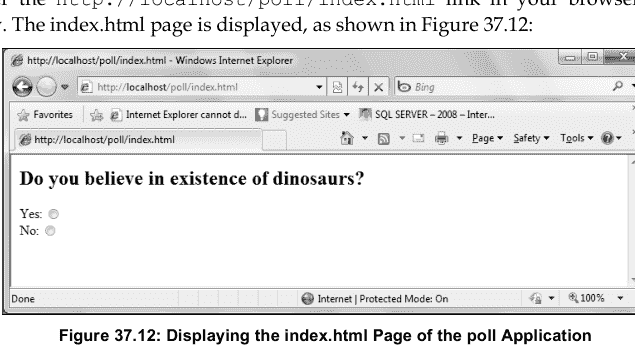 the http://localhost/poll/index.html link in your browser
. The index.html page is displayed, as shown in Figure 37.12:
http://localhost/poll/index.html - Windows Internet Explorer
http://localhost/poll/index.html
Bing
Favorites Internet Explorer cannot d... Suggested Sites SQL SERVER – 2008 – Inter...
http://localhost/poll/index.html Page Safety Tools
Do you believe in existence of dinosaurs?
Yes:
No:
Done Internet | Protected Mode: On 100%
Figure 37.12: Displaying the index.html Page of the poll Application